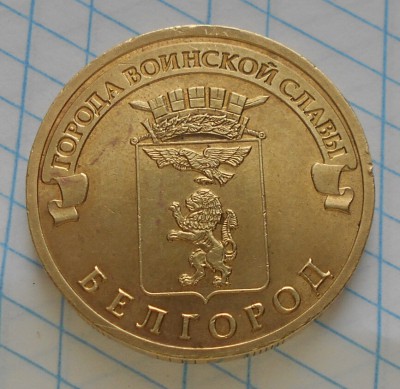 ГОРОДА ВОИНСКОЙ СЛАВЫ
БЕЛГОРОД